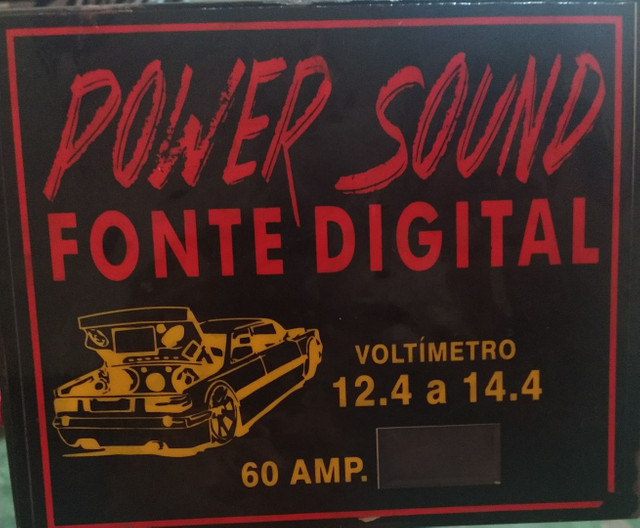 POWER SOUND
FONTE DIGITAL
VOLTÍMETRO
12.4 a 14.4
60 AMP.